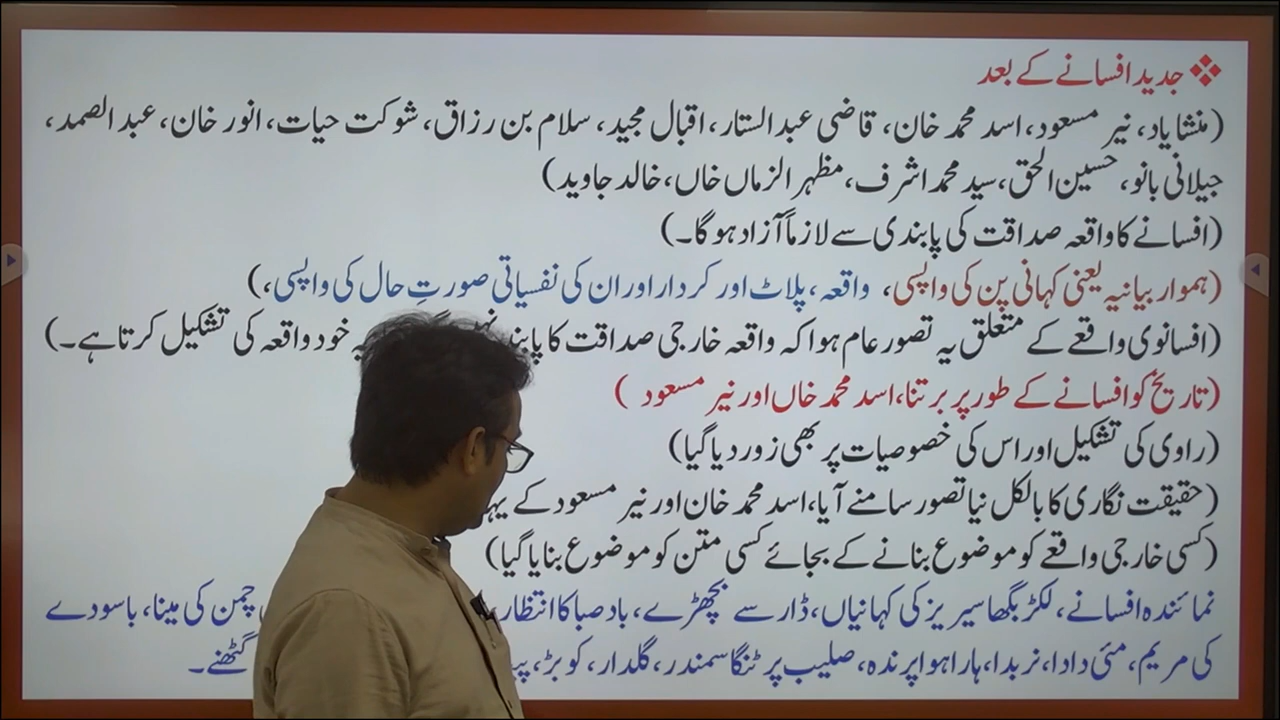 جدید افسانے کے بعد
(منشا یاد، نیر مسعود، اسد محمد خان، قاضی عبد الستار، اقبال مجید، سلام بن رزاق، شوکت حیات، انور خان، عبد الصمد،
جیلانی بانو، حسین الحق، سید محمد اشرف، مظہر الزماں خاں، خالد جاوید)
(افسانے کا واقعہ صداقت کی پابندی سے لازماً آزاد ہو گا۔)
(ہموار بیانیہ یعنی کہانی پن کی واپسی، واقعہ، پلاٹ اور کردار اور ان کی نفسیاتی صورتِ حال کی واپسی،)
(افسانوی واقعے کے متعلق یہ تصور عام ہوا کہ واقعہ خارجی صداقت کا خود واقعہ کی تشکیل کرتا ہے۔)
(تاریخ کو افسانے کے طور پر برتنا، اسد محمد خاں اور نیر مسعود )
(راوی کی تشکیل اور اس کی خصوصیات پر بھی زور دیا گیا)
(حقیقت نگاری کا بالکل نیا تصور سامنے آیا، اسد محمد خان اور نیر مسعود کے
(کسی خارجی واقعے کو موضوع بنانے کے بجائے کسی متن کو موضوع بنایا گیا)
نمائندہ افسانے، لکڑبگھا سیریز کی کہانیاں، ڈار سے بچھڑے، باد صبا کا انتظار چمن کی مینا، باسودے
کی مریم، مئی دادا، نربدا، ہارا ہوا پرندہ، صلیب پر ٹنگا سمندر، گلدار، کوبڑ، گٹھنے۔